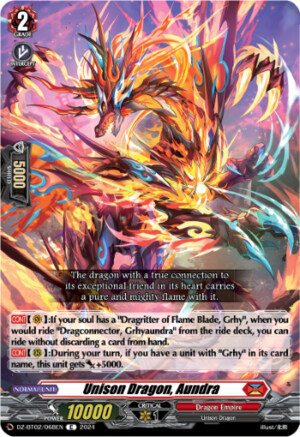 2
GRADE
INTERCEPT
5000
SHIELD
The dragon with a true connection to
its exceptional friend in its heart carries
a pure and mighty flame with it.
CONT【】:If your soul has a "Dragritter of Flame Blade, Grhy", when you
would ride "Dragconnector, Grhyaundra" from the ride deck, you can
ride without discarding a card from hand.
CONT【】:During your turn, if you have a unit with "Grhy" in its card
name, this unit gets +5000.
NORMAL UNIT
Unison Dragon, Aundra
POWER 10000
CRITICAL
1
Dragon Empire
Unison Dragon
DZ-BT02/068EN C 2024